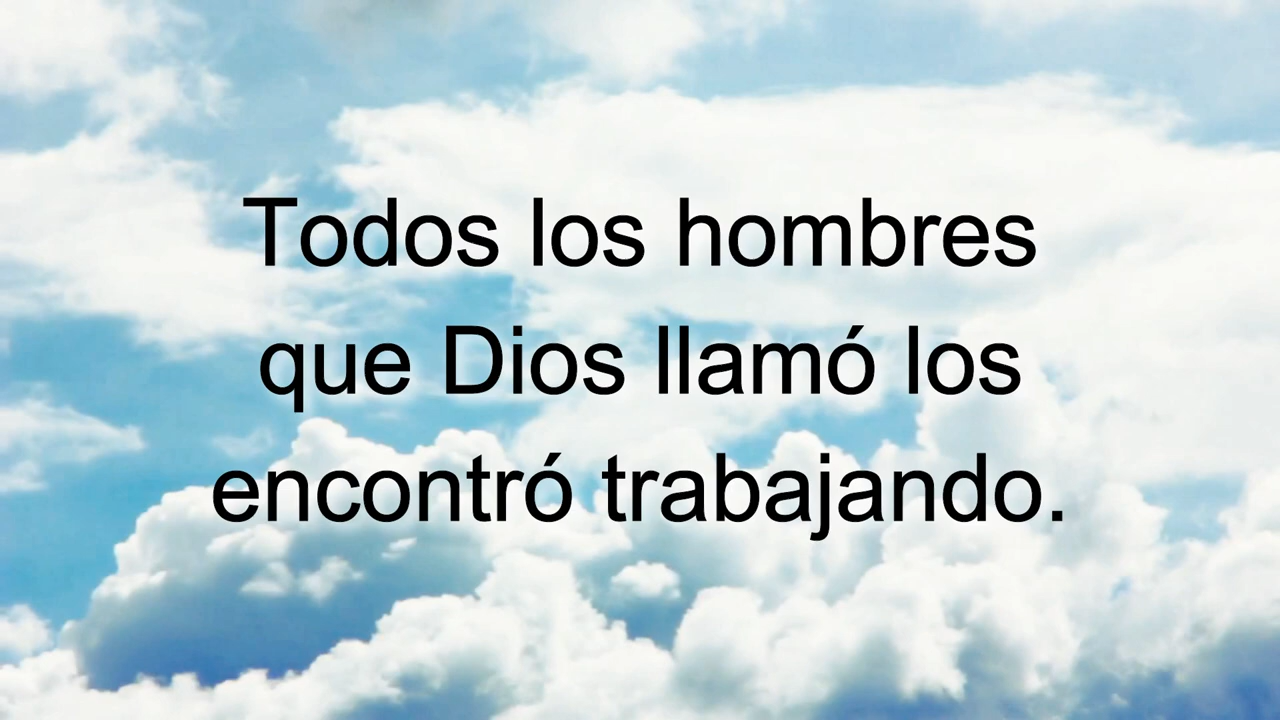 Todos los hombres
que Dios llamó los
encontró trabajando.